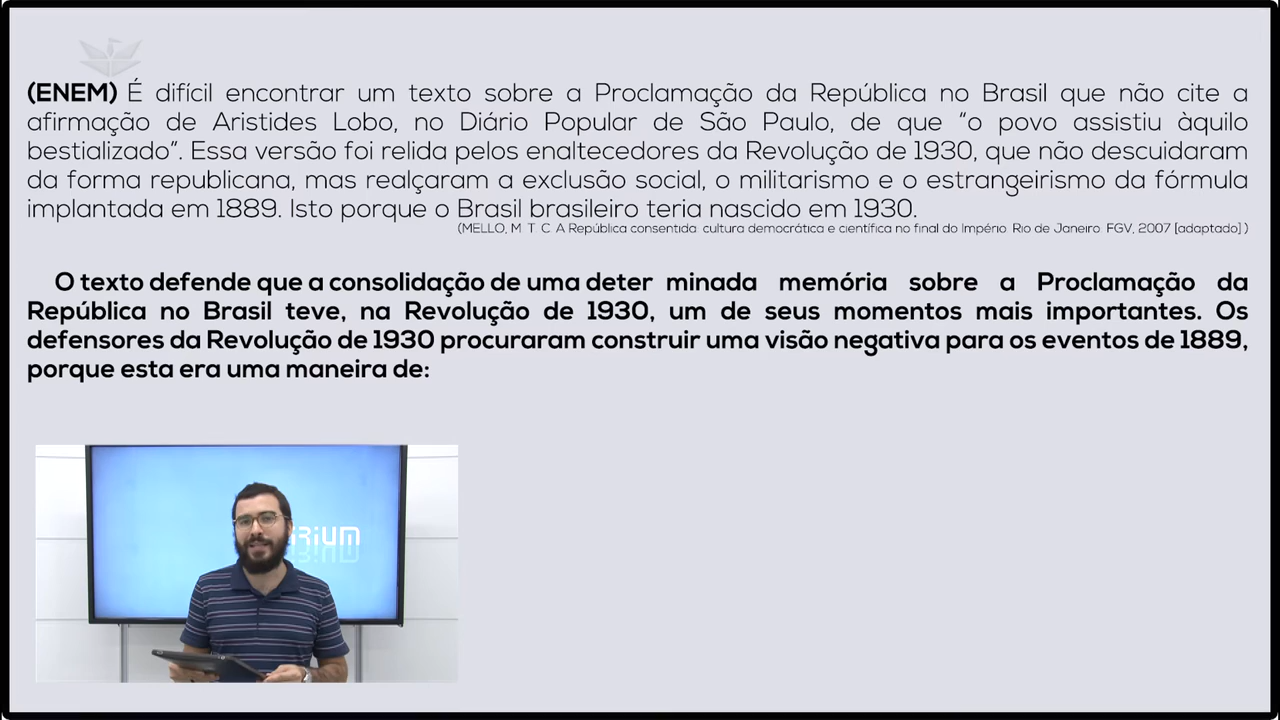 (ENEM) É difícil encontrar um texto sobre a Proclamação da República no Brasil que não cite a
afirmação de Aristides Lobo, no Diário Popular de São Paulo, de que “o povo assistiu àquilo
bestializado”. Essa versão foi relida pelos enaltecedores da Revolução de 1930, que não descuidaram
da forma republicana, mas realçaram a exclusão social, o militarismo e o estrangeirismo da fórmula
implantada em 1889. Isto porque o Brasil brasileiro teria nascido em 1930.
(MELLO, M. T. C. A República consentida: cultura democrática e científica no final do Império. Rio de Janeiro: FGV, 2007 [adaptado].)
O texto defende que a consolidação de uma deter minada memória sobre a Proclamação da
República no Brasil teve, na Revolução de 1930, um de seus momentos mais importantes. Os
defensores da Revolução de 1930 procuraram construir uma visão negativa para os eventos de 1889,
porque esta era uma maneira de: